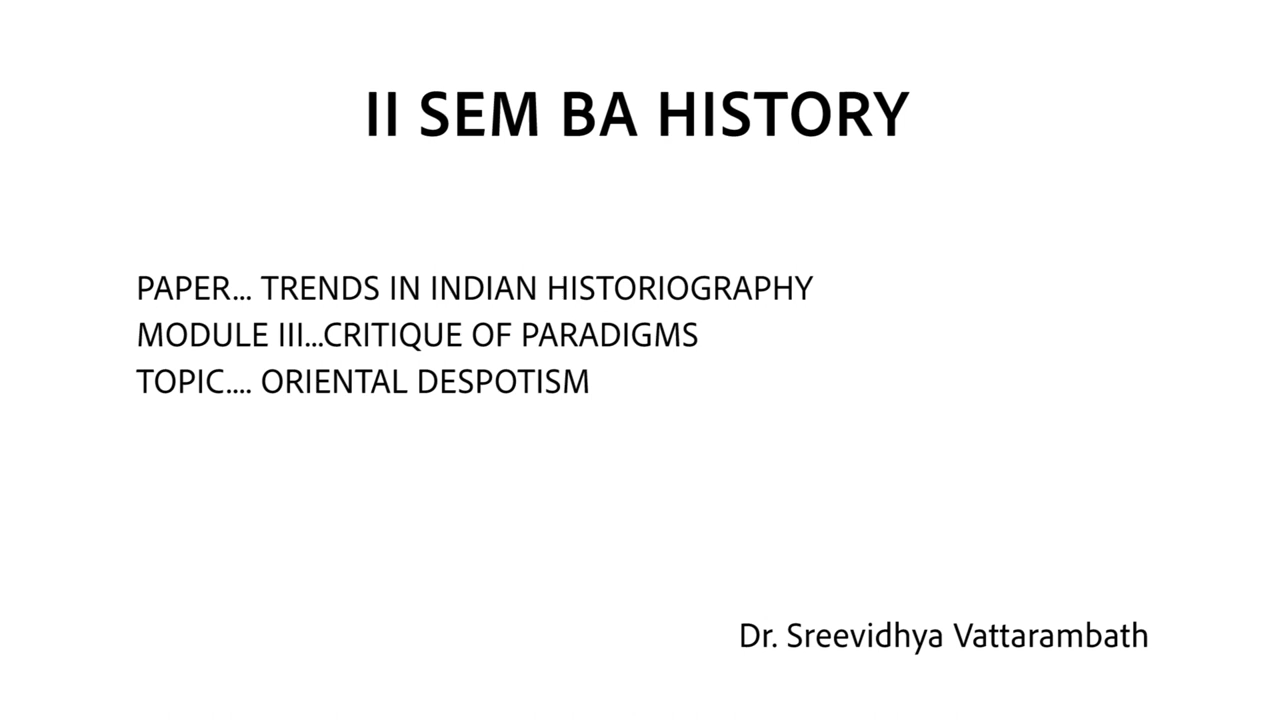 II SEM BA HISTORY
PAPER... TRENDS IN INDIAN HISTORIOGRAPHY
MODULE III...CRITIQUE OF PARADIGMS
TOPIC.... ORIENTAL DESPOTISM
Dr. Sreevidhya Vattarambath